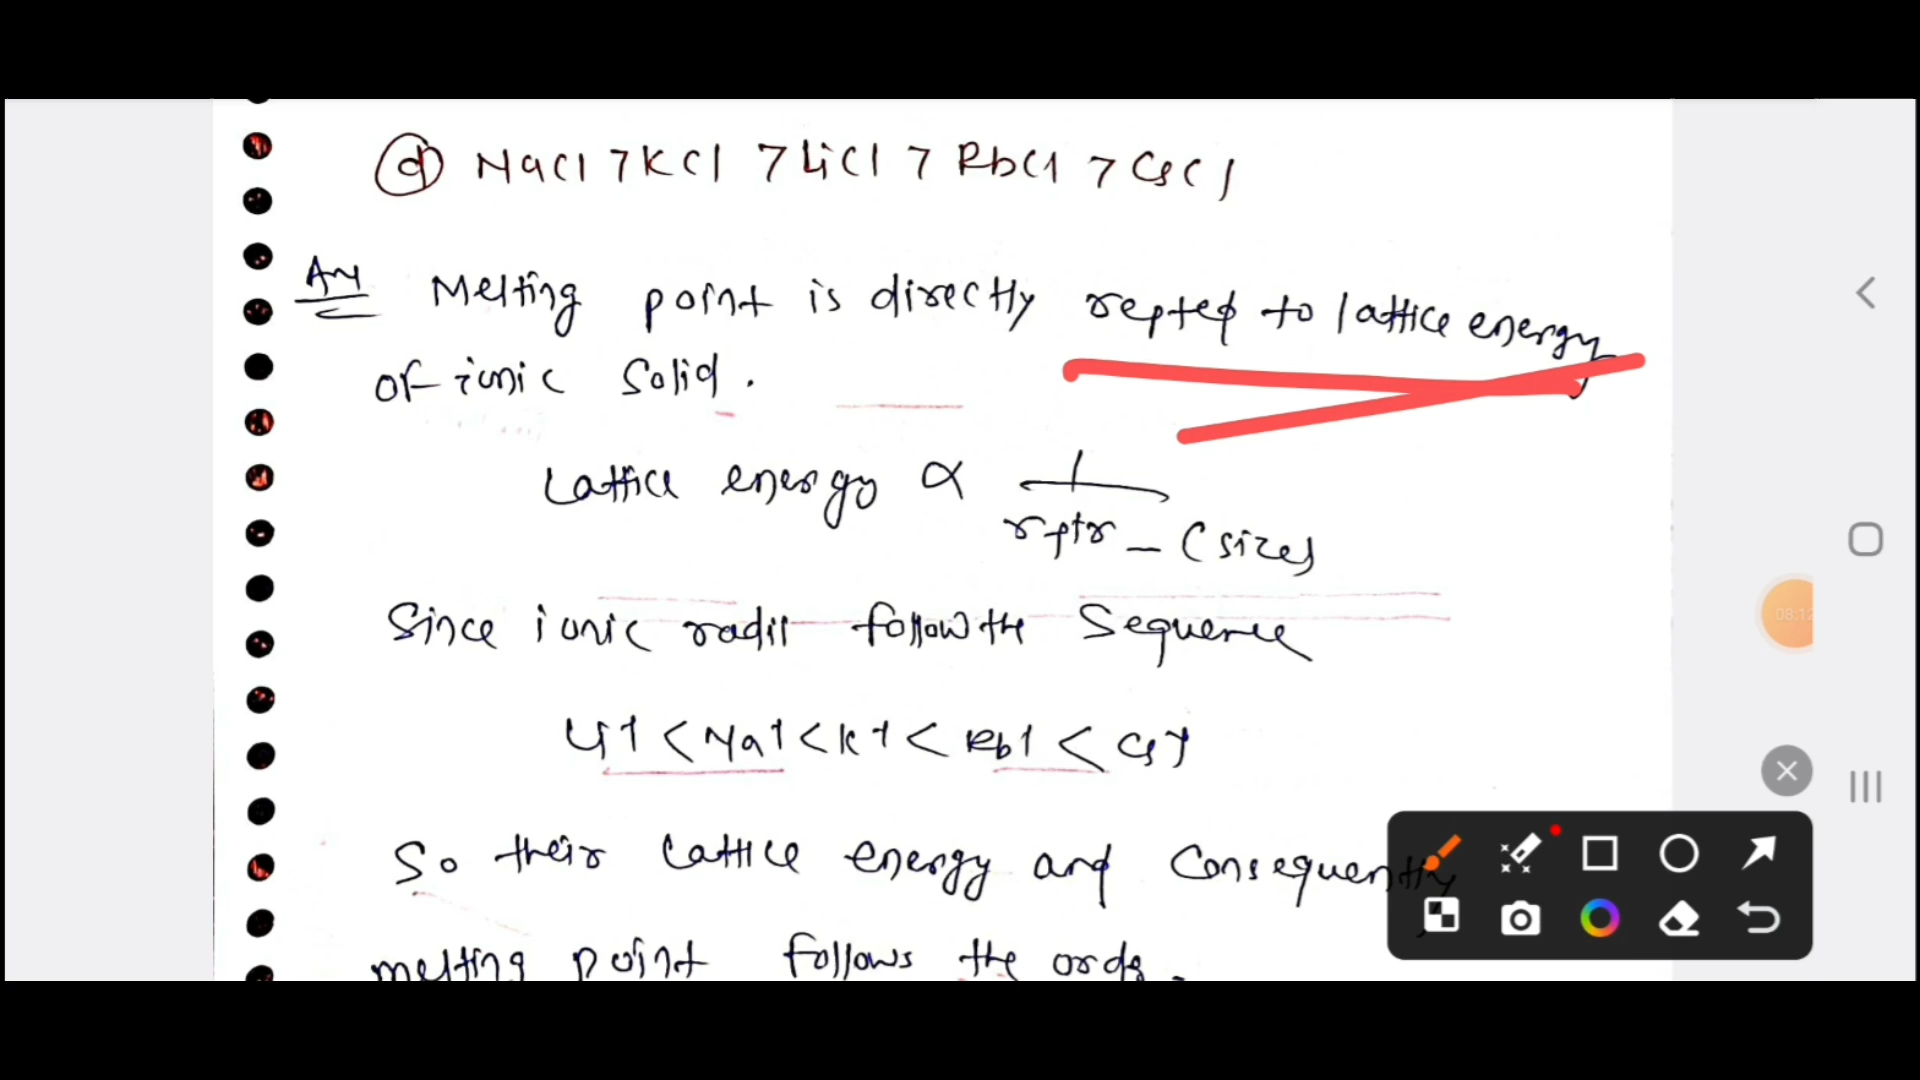 (d) NaCl > KCl > LiCl > RbCl > CsCl
Ans Melting point is directly related to lattice energy
of ionic solid.
Lattice energy ∝ 1
r+ + r- (size)
Since ionic radii follow the Sequence
Li+ < Na+ < K+ < Rb+ < Cs+
So their lattice energy and Consequently
melting point follows the order.
08:12